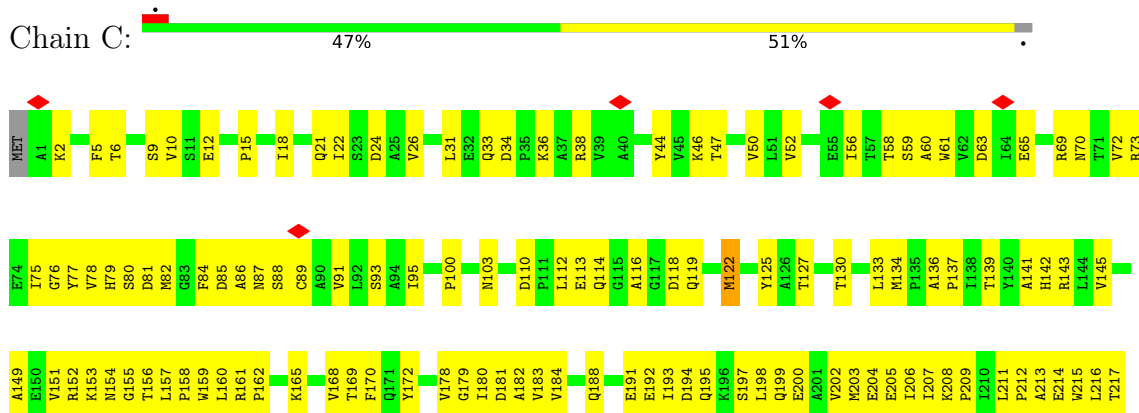 Chain C:
47% 51%
MET A1 K2 F5 T6 S9 V10 S11 E12 P15 I18 Q21 I22 S23 D24 A25 V26 L31 E32 Q33 D34 P35 K36 A37 R38 V39 A40 Y44 V45 K46 T47 V50 L51 V52 E55 I56 T57 T58 S59 A60 W61 V62 D63 I64 E65 R69 N70 T71 V72 R73
E74 I75 G76 Y77 V78 H79 S80 D81 M82 G83 F84 D85 A86 N87 S88 C89 A90 V91 L92 S93 A94 I95 P100 N103 D110 P111 L112 E113 Q114 G115 A116 G117 D118 Q119 M122 Y125 A126 T127 T130 L133 M134 P135 A136 P137 I138 T139 Y140 A141 H142 R143 L144 V145
A149 E150 V151 R152 K153 N154 G155 T156 L157 P158 W159 L160 R161 P162 K165 V168 T169 F170 Q171 Y172 V178 G179 I180 D181 A182 V183 V184 Q188 E191 E192 I193 D194 Q195 K196 S197 L198 Q199 E200 A201 V202 M203 E204 E205 I206 I207 K208 P209 I210 L211 P212 A213 E214 W215 L216 T217